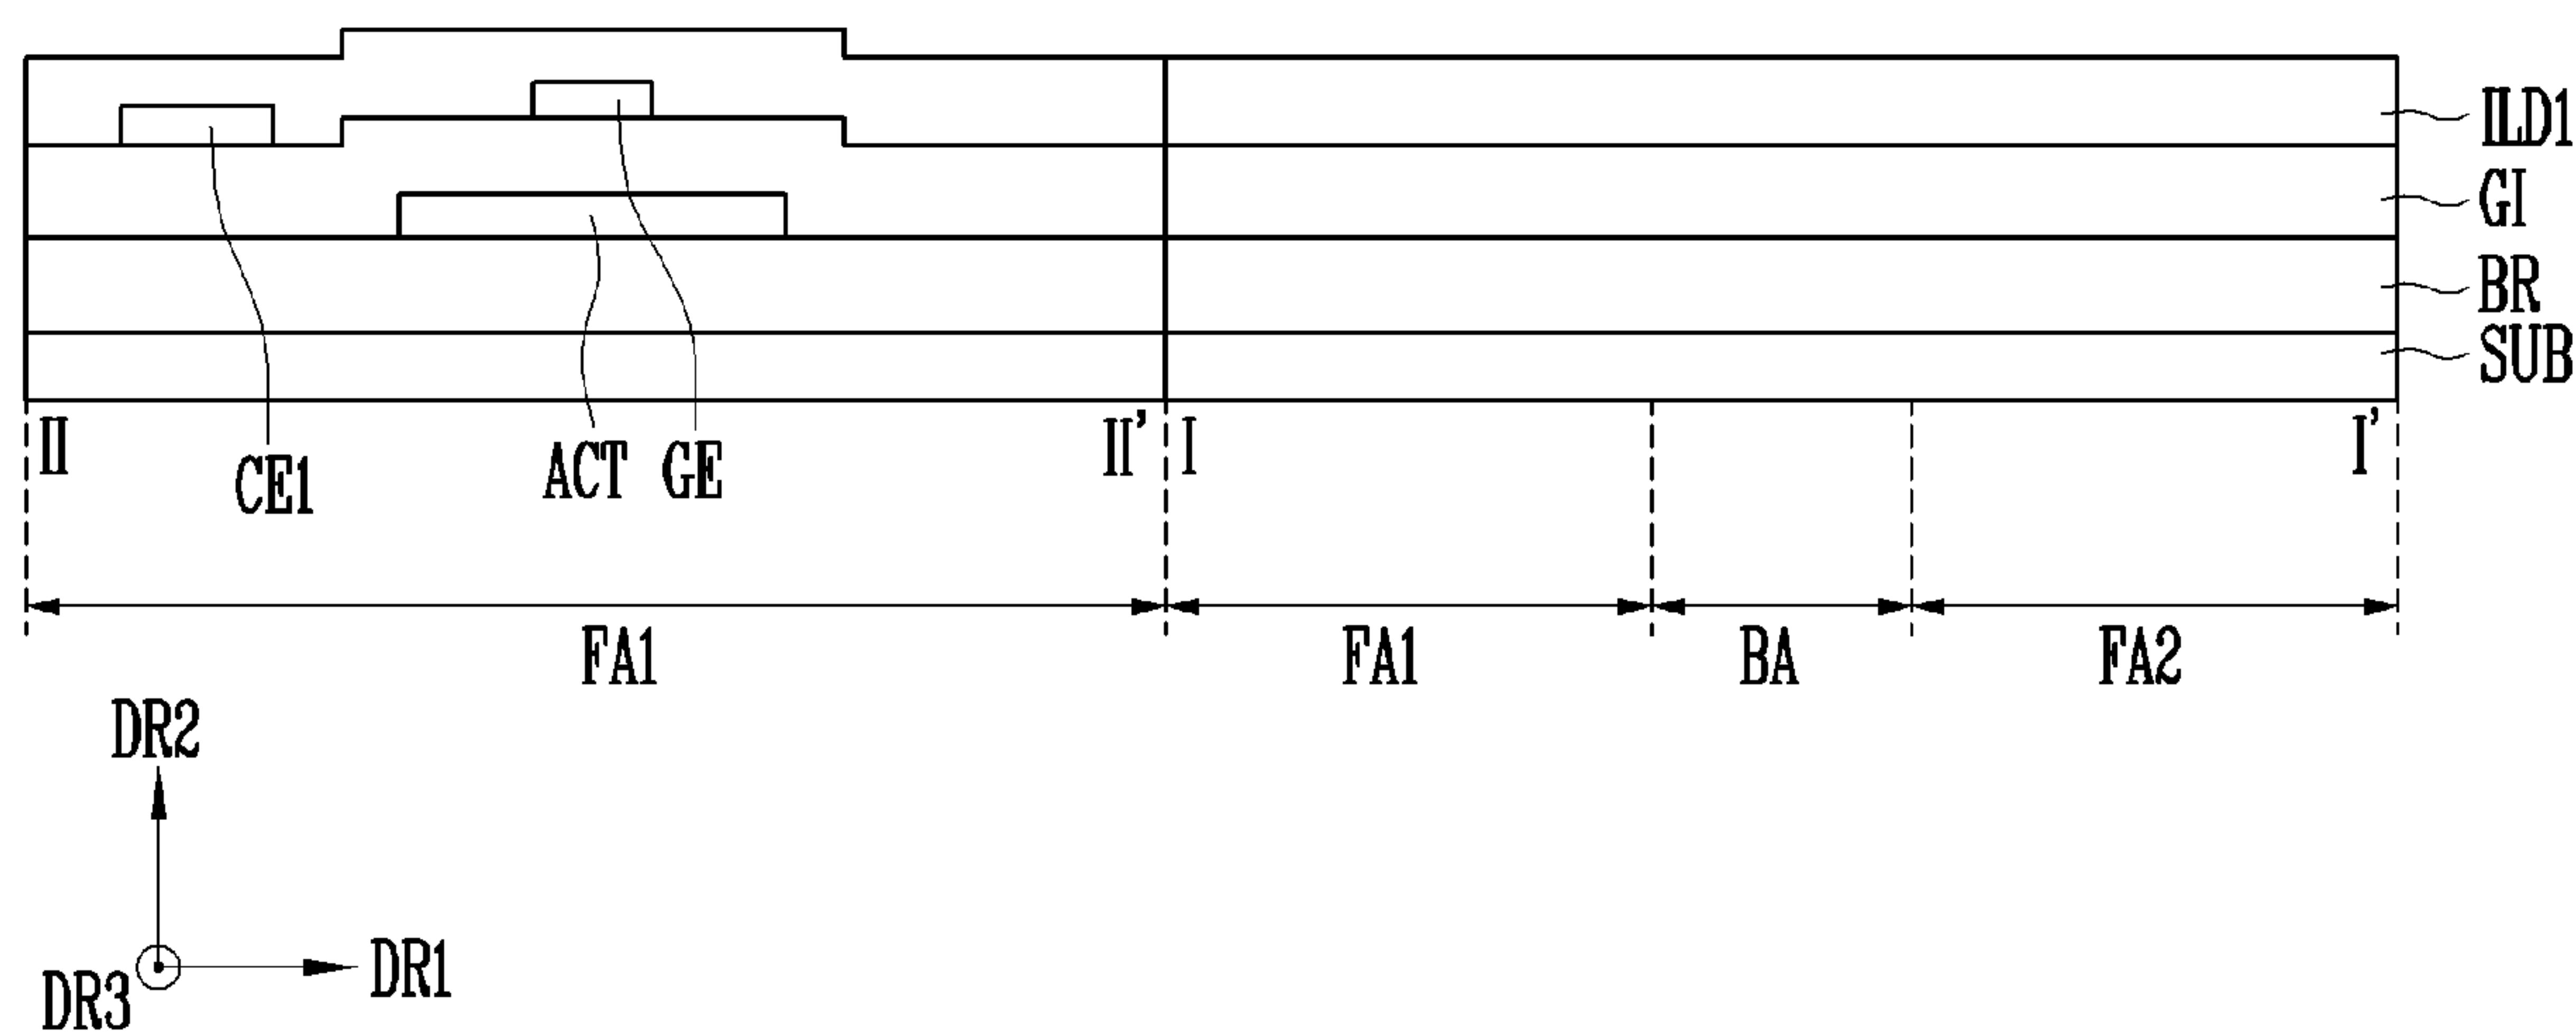 ILD1
GI
BR
SUB
II
II'
I
I'
CE1
ACT
GE
FA1
FA1
BA
FA2
DR2
DR3
DR1